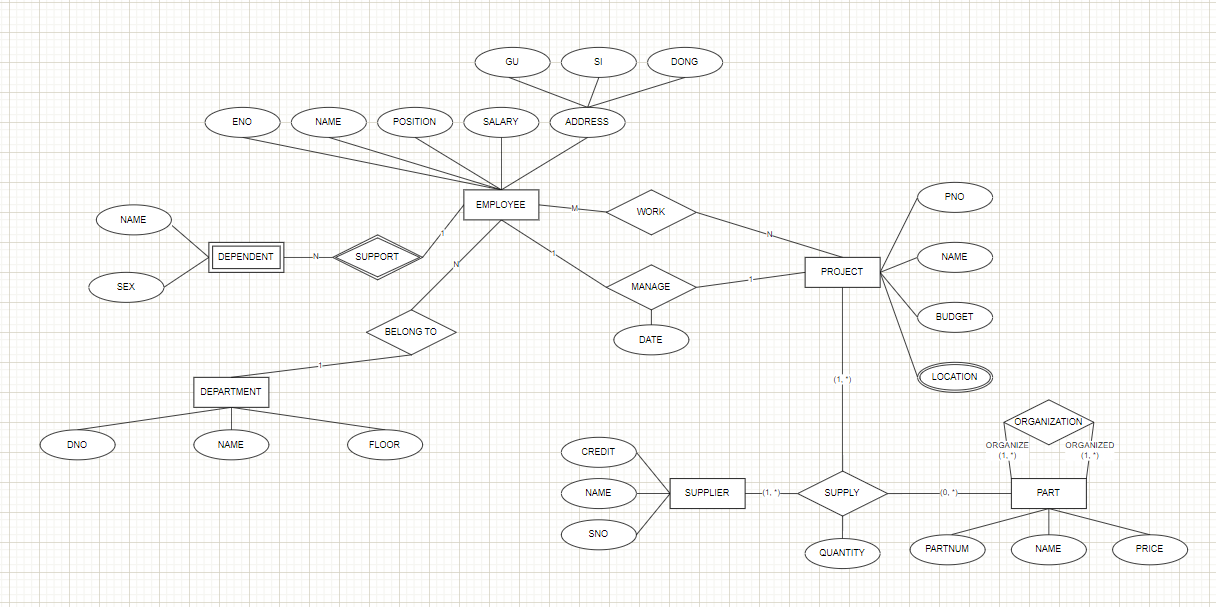 GU
SI
DONG
ENO
NAME
POSITION
SALARY
ADDRESS
PNO
EMPLOYEE
M
WORK
NAME
N
1
DEPENDENT
N
SUPPORT
N
1
NAME
PROJECT
SEX
MANAGE
1
BUDGET
BELONG TO
DATE
1
(1, *)
LOCATION
DEPARTMENT
ORGANIZATION
DNO
NAME
FLOOR
ORGANIZE
(1, *)
ORGANIZED
(1, *)
CREDIT
NAME
SUPPLIER
(1, *)
SUPPLY
(0, *)
PART
SNO
QUANTITY
PARTNUM
NAME
PRICE